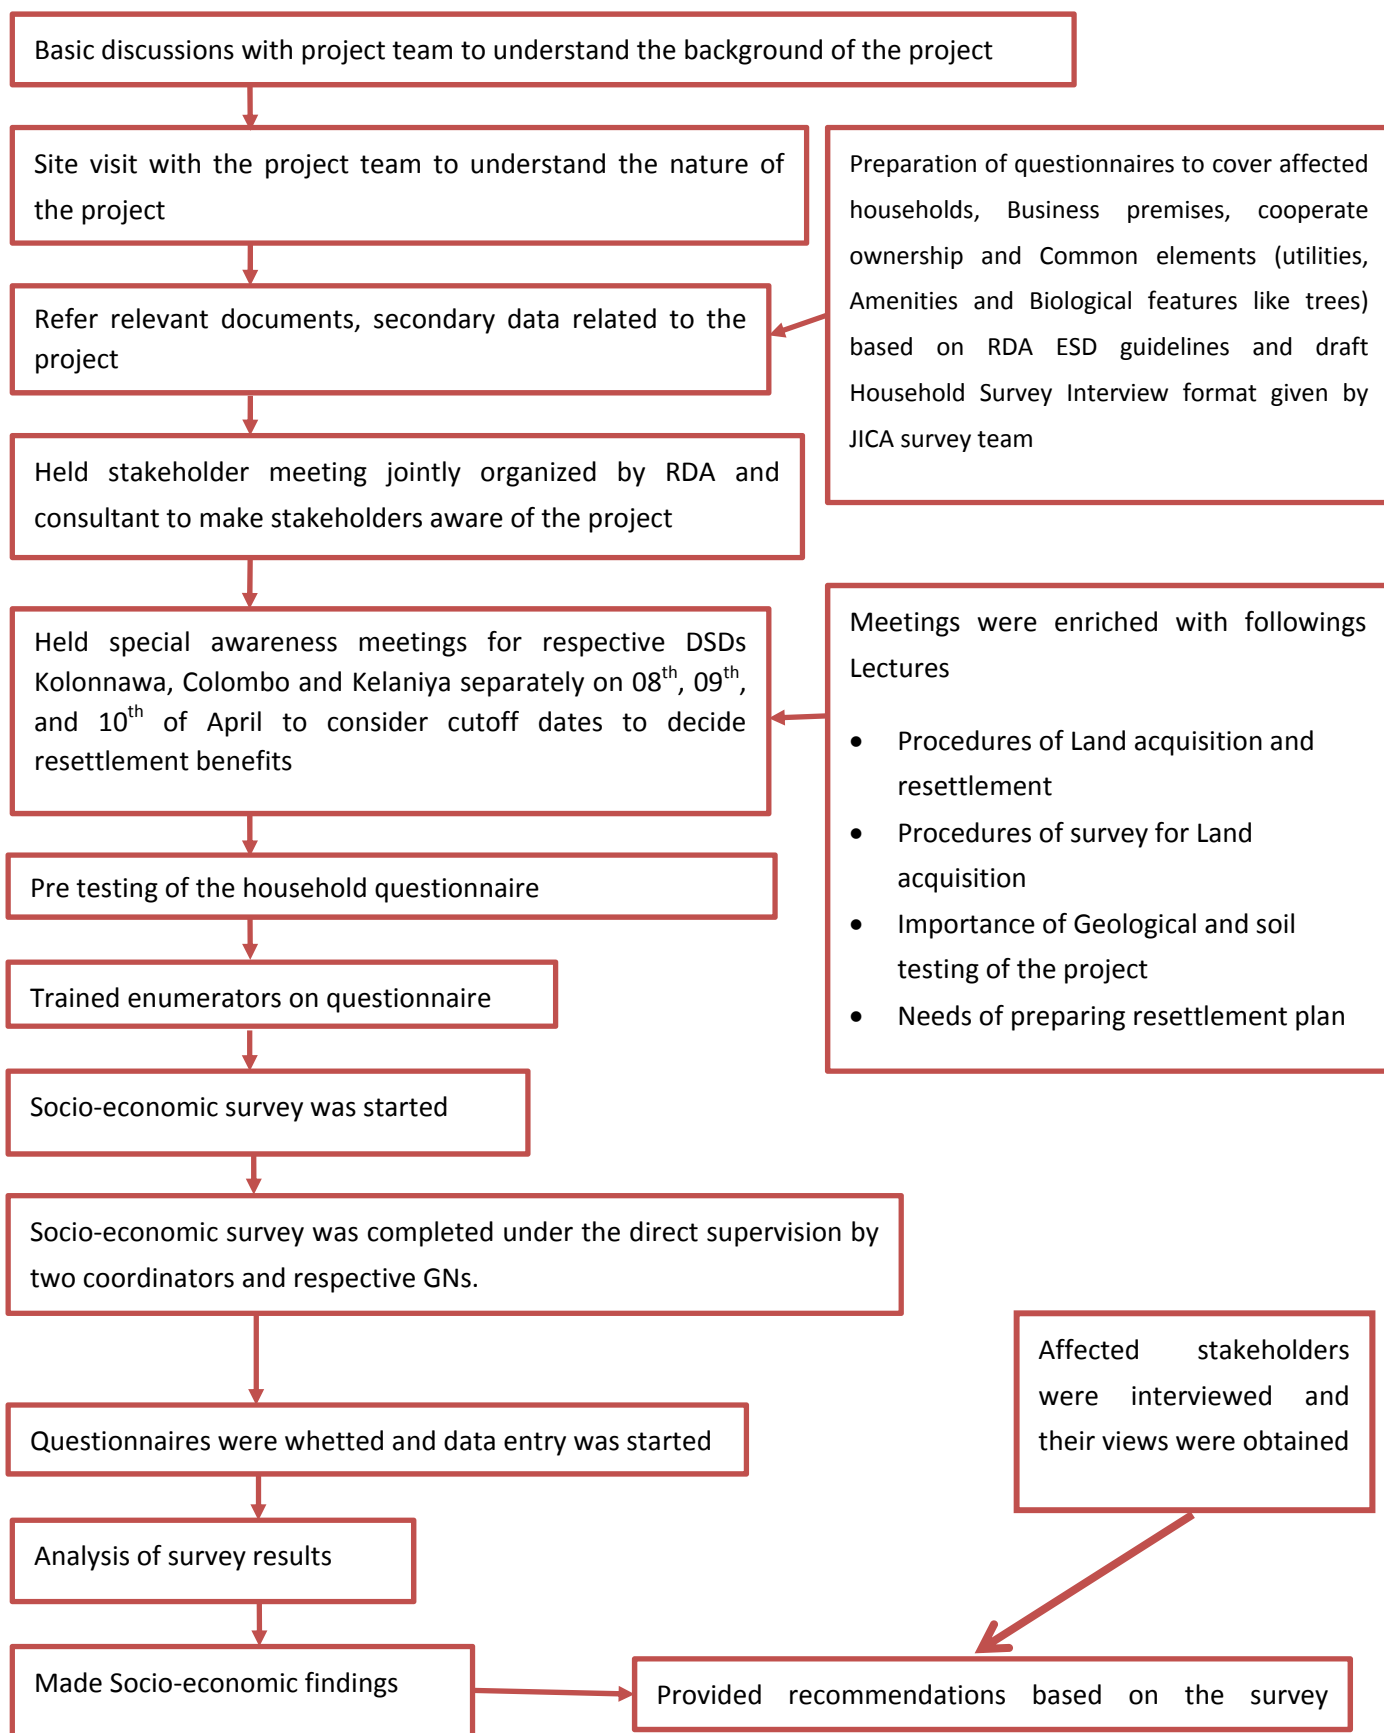 Basic discussions with project team to understand the background of the project
Site visit with the project team to understand the nature of
the project
Preparation of questionnaires to cover affected
households, Business premises, cooperate
ownership and Common elements (utilities,
Amenities and Biological features like trees)
based on RDA ESD guidelines and draft
Household Survey Interview format given by
JICA survey team
Refer relevant documents, secondary data related to the
project
Held stakeholder meeting jointly organized by RDA and
consultant to make stakeholders aware of the project
Held special awareness meetings for respective DSDs
Kolonnawa, Colombo and Kelaniya separately on 08th, 09th,
and 10th of April to consider cutoff dates to decide
resettlement benefits
Meetings were enriched with followings
Lectures
• Procedures of Land acquisition and
resettlement
• Procedures of survey for Land
acquisition
• Importance of Geological and soil
testing of the project
• Needs of preparing resettlement plan
Pre testing of the household questionnaire
Trained enumerators on questionnaire
Socio-economic survey was started
Socio-economic survey was completed under the direct supervision by
two coordinators and respective GNs.
Questionnaires were whetted and data entry was started
Affected stakeholders
were interviewed and
their views were obtained
Analysis of survey results
Made Socio-economic findings
Provided recommendations based on the survey